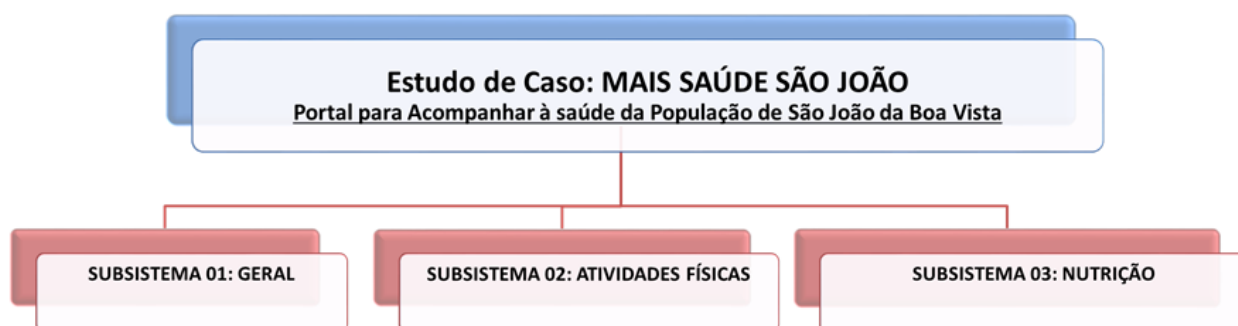 Estudo de Caso: MAIS SAÚDE SÃO JOÃO
Portal para Acompanhar à saúde da População de São João da Boa Vista
SUBSISTEMA 01: GERAL
SUBSISTEMA 02: ATIVIDADES FÍSICAS
SUBSISTEMA 03: NUTRIÇÃO